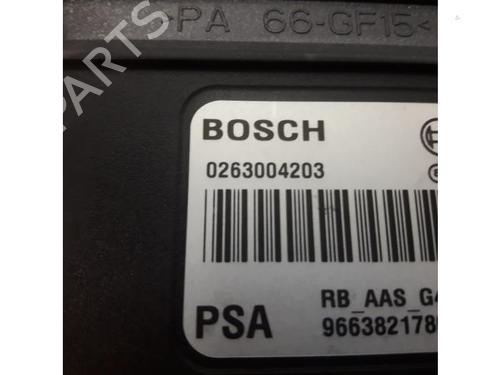 >PA 66-GF15<
PARTS
BOSCH
0263004203
RB_AAS_G4
PSA
966382178